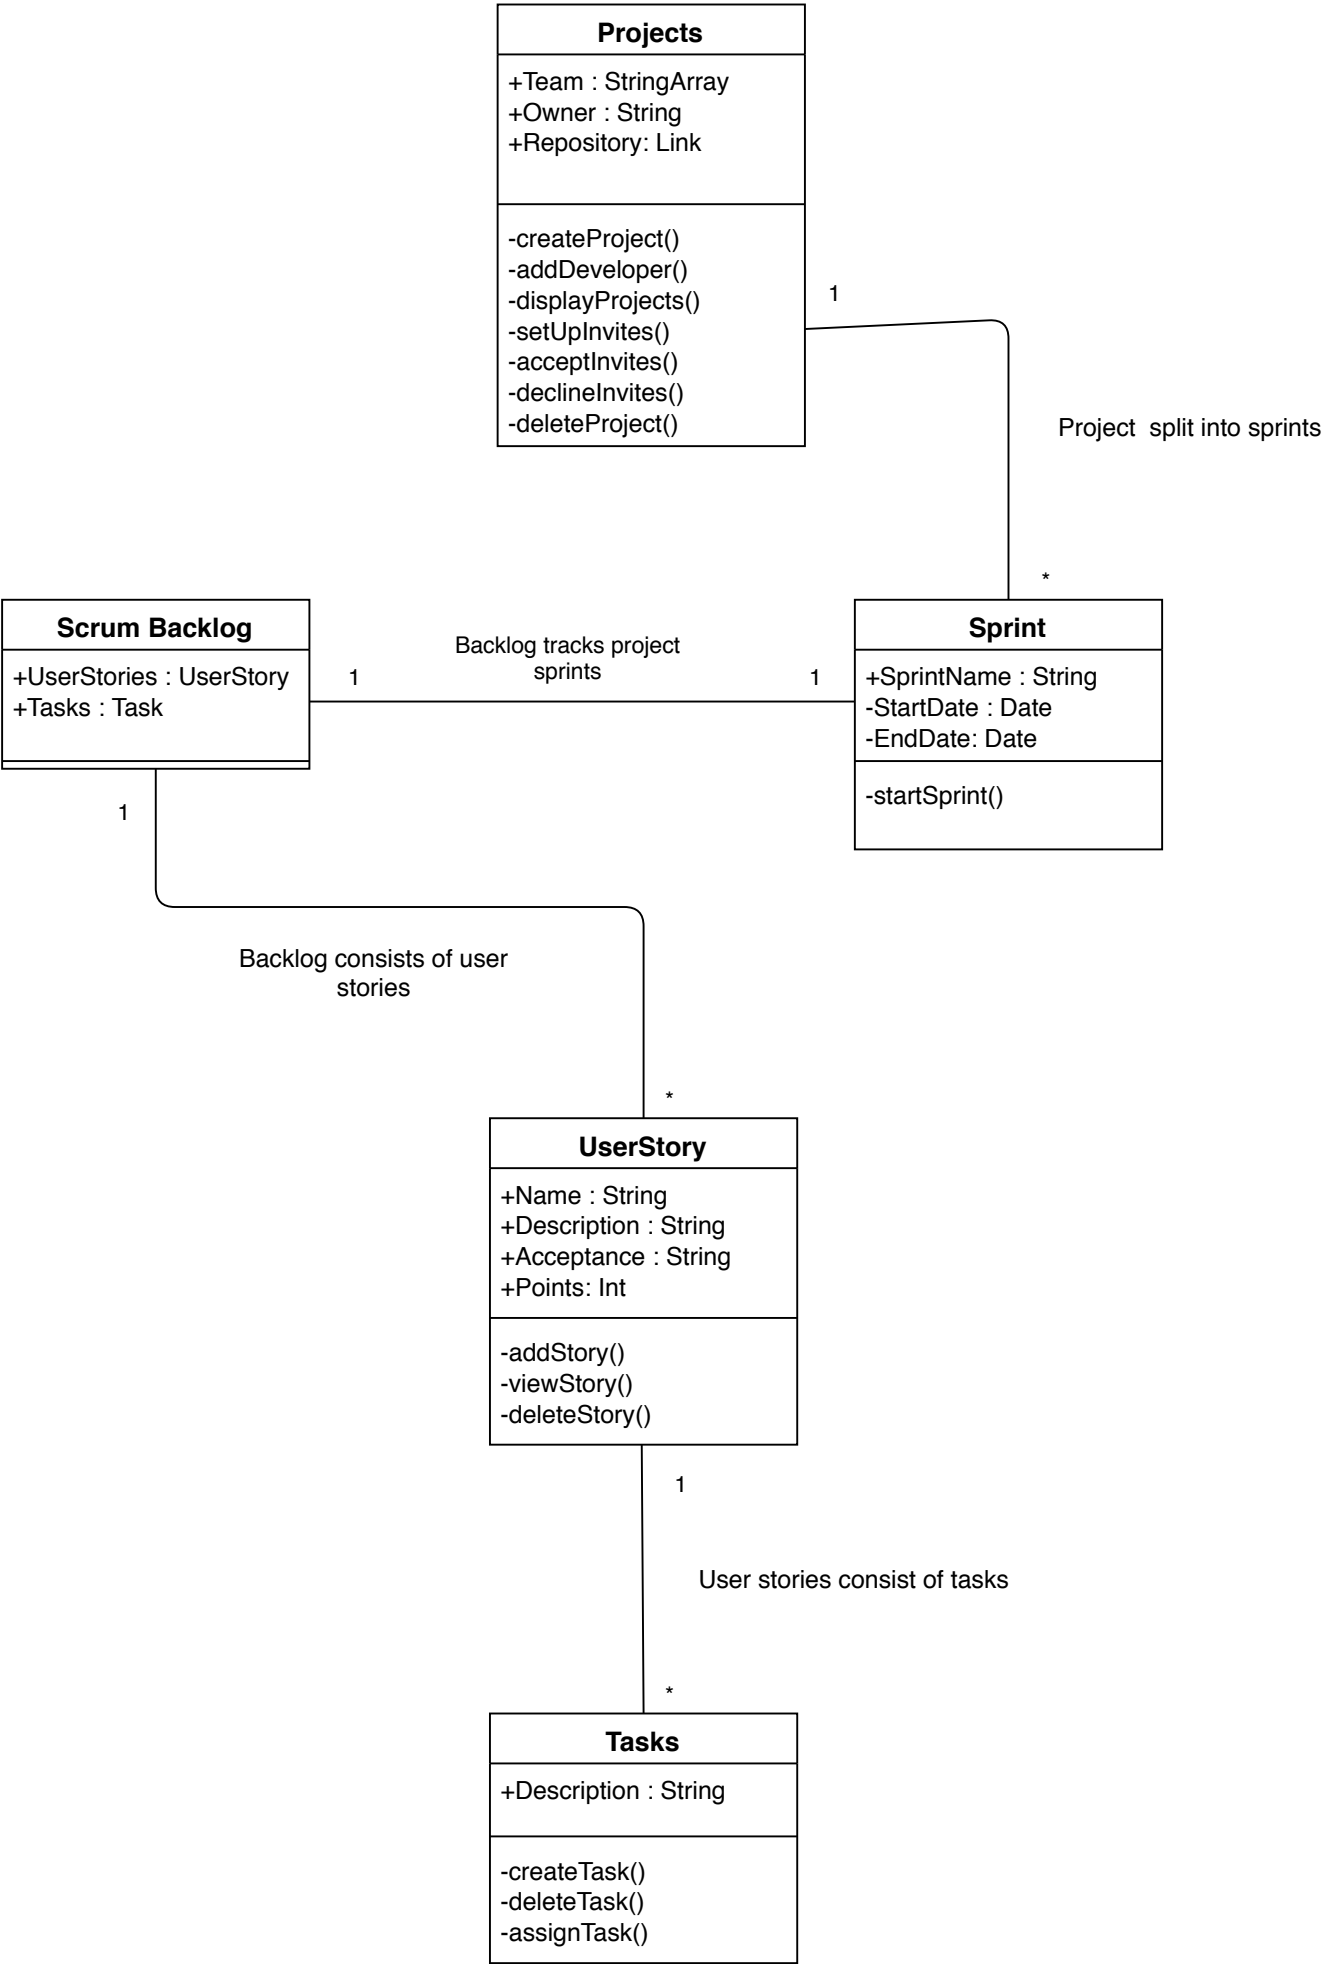 Projects
+Team : StringArray
+Owner : String
+Repository: Link
-createProject()
-addDeveloper()
-displayProjects()
-setUpInvites()
-acceptInvites()
-declineInvites()
-deleteProject()
1
Project  split into sprints
*
Scrum Backlog
+UserStories : UserStory
+Tasks : Task
1
Backlog tracks project
sprints
1
Sprint
+SprintName : String
-StartDate : Date
-EndDate: Date
-startSprint()
1
Backlog consists of user
stories
*
UserStory
+Name : String
+Description : String
+Acceptance : String
+Points: Int
-addStory()
-viewStory()
-deleteStory()
1
User stories consist of tasks
*
Tasks
+Description : String
-createTask()
-deleteTask()
-assignTask()